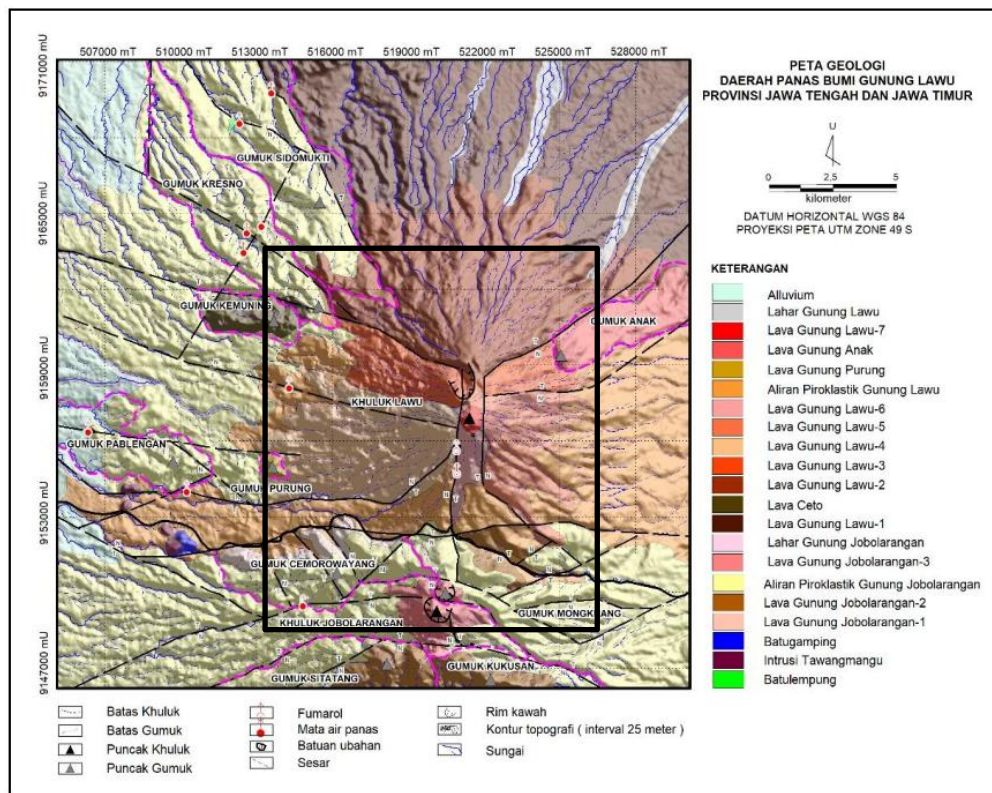 507000 mT 510000 mT 513000 mT 516000 mT 519000 mT 522000 mT 525000 mT 528000 mT
9171000 mU
9165000 mU
9159000 mU
9153000 mU
9147000 mU
GUMUK SIDOMUKTI
GUMUK KRESNO
GUMUK KEMUNING
GUMUK ANAK
KHULUK LAWU
GUMUK PABLENGAN
GUMUK PURUNG
GUMUK CEMOROWAYANG
GUMUK MONGKRANG
KHULUK JOBOLARANGAN
GUMUK KUKUSAN
GUMUK SITATANG
PETA GEOLOGI
DAERAH PANAS BUMI GUNUNG LAWU
PROVINSI JAWA TENGAH DAN JAWA TIMUR
U
0 2,5 5
kilometer
DATUM HORIZONTAL WGS 84
PROYEKSI PETA UTM ZONE 49 S
KETERANGAN
Alluvium
Lahar Gunung Lawu
Lava Gunung Lawu-7
Lava Gunung Anak
Lava Gunung Purung
Aliran Piroklastik Gunung Lawu
Lava Gunung Lawu-6
Lava Gunung Lawu-5
Lava Gunung Lawu-4
Lava Gunung Lawu-3
Lava Gunung Lawu-2
Lava Ceto
Lava Gunung Lawu-1
Lahar Gunung Jobolarangan
Lava Gunung Jobolarangan-3
Aliran Piroklastik Gunung Jobolarangan
Lava Gunung Jobolarangan-2
Lava Gunung Jobolarangan-1
Batugamping
Intrusi Tawangmangu
Batulempung
Batas Khuluk
Batas Gumuk
Puncak Khuluk
Puncak Gumuk
Fumarol
Mata air panas
Batuan ubahan
Sesar
Rim kawah
Kontur topografi ( interval 25 meter )
Sungai